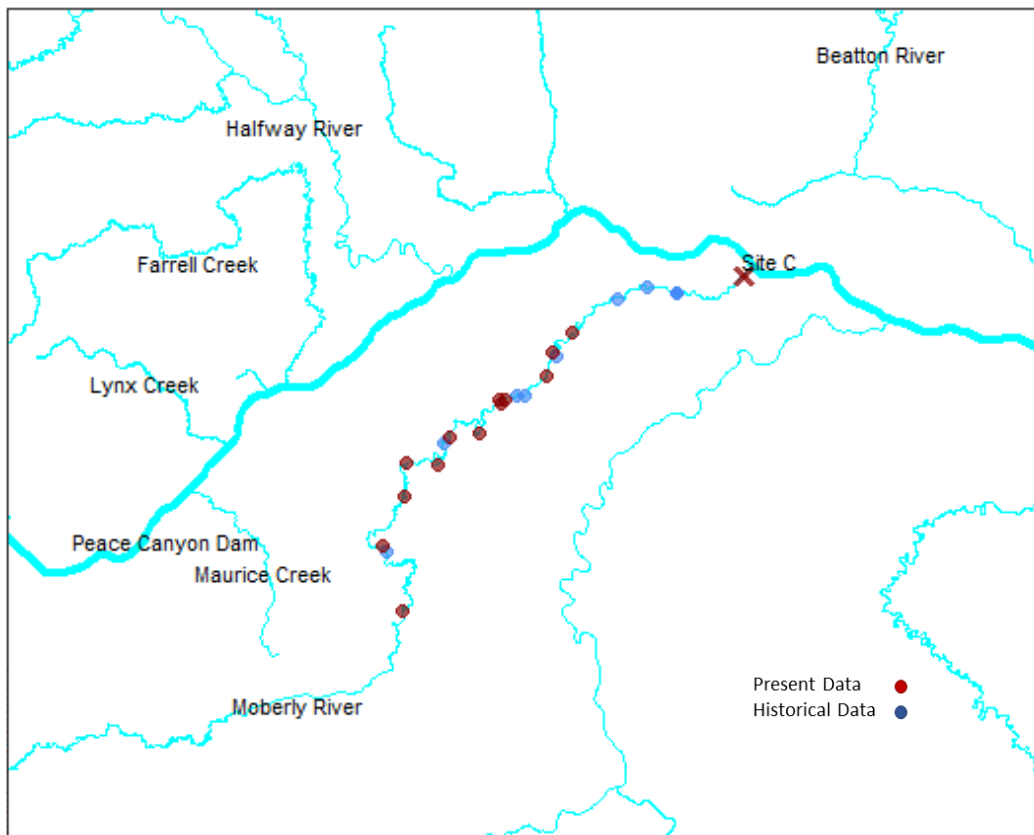 Beatton River
Halfway River
Farrell Creek
Site C
Lynx Creek
Peace Canyon Dam
Maurice Creek
Moberly River
Present Data
Historical Data